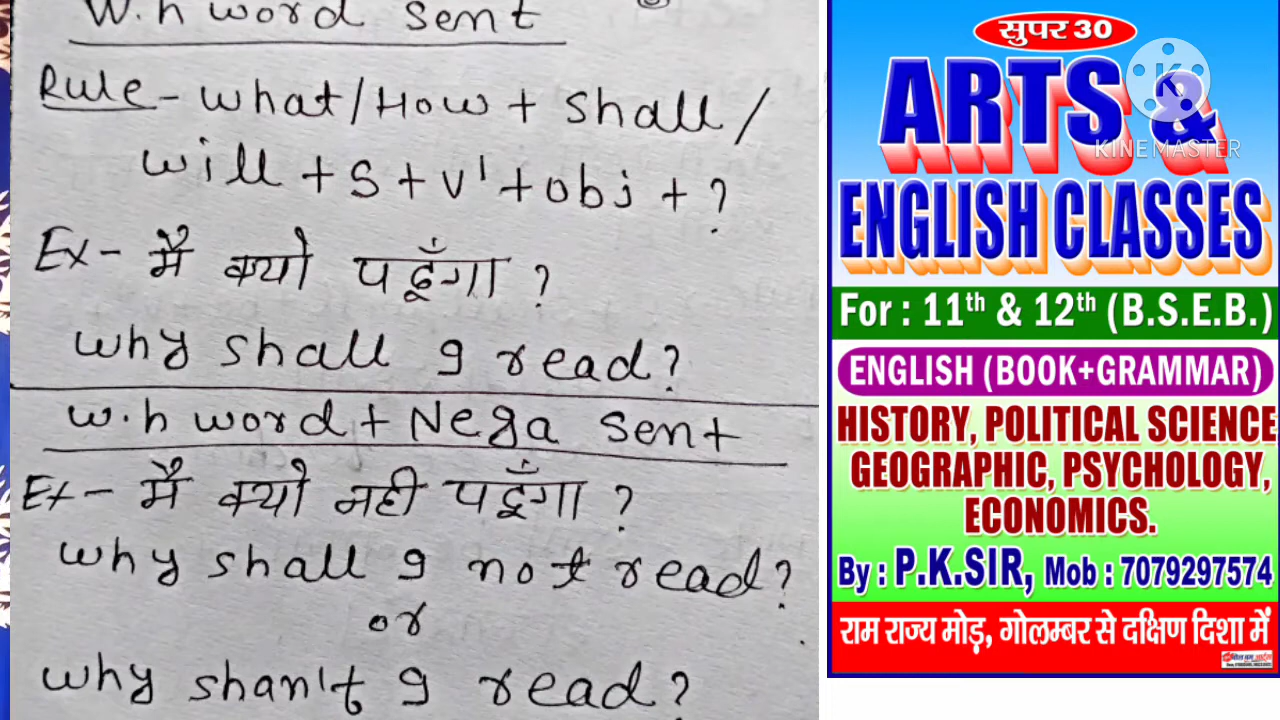 W.h word sent
Rule - what/How + shall/
will + S + V¹ + obj + ?
Ex - मैं क्यो पढूँगा ?
why shall I read?
w.h word + Nega sent
Ex - मैं क्यो नही पढूँगा ?
why shall I not read?
or
why shan't I read?
सुपर 30
ARTS &
KINEMASTER
ENGLISH CLASSES
For : 11th & 12th (B.S.E.B.)
ENGLISH (BOOK+GRAMMAR)
HISTORY, POLITICAL SCIENCE
GEOGRAPHIC, PSYCHOLOGY,
ECONOMICS.
By : P.K.SIR, Mob : 7079297574
राम राज्य मोड़, गोलम्बर से दक्षिण दिशा में